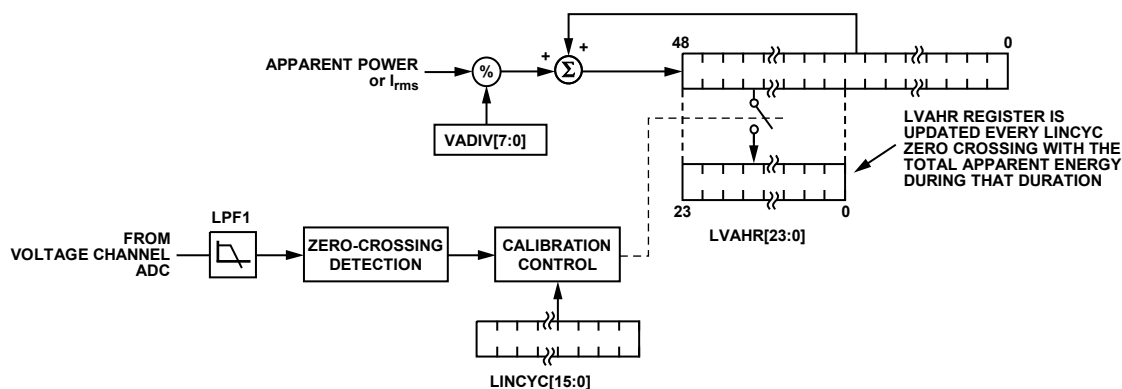 48
0
+
+
APPARENT POWER
or Irms
%
Σ
VADIV[7:0]
LVAHR REGISTER IS
UPDATED EVERY LINCYC
ZERO CROSSING WITH THE
TOTAL APPARENT ENERGY
DURING THAT DURATION
23
0
LVAHR[23:0]
LPF1
FROM
VOLTAGE CHANNEL
ADC
ZERO-CROSSING
DETECTION
CALIBRATION
CONTROL
LINCYC[15:0]